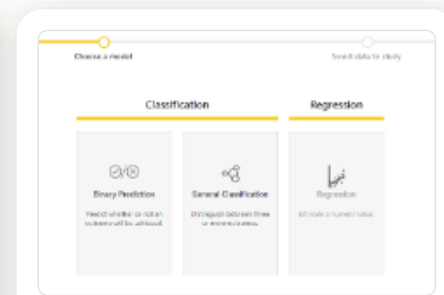 Choose a model
Select data to study
Classification
Regression
Binary Prediction
Predict whether or not an
outcome will be achieved.
General Classification
Distinguish between three
or more outcomes.
Regression
Estimate a numeric value.